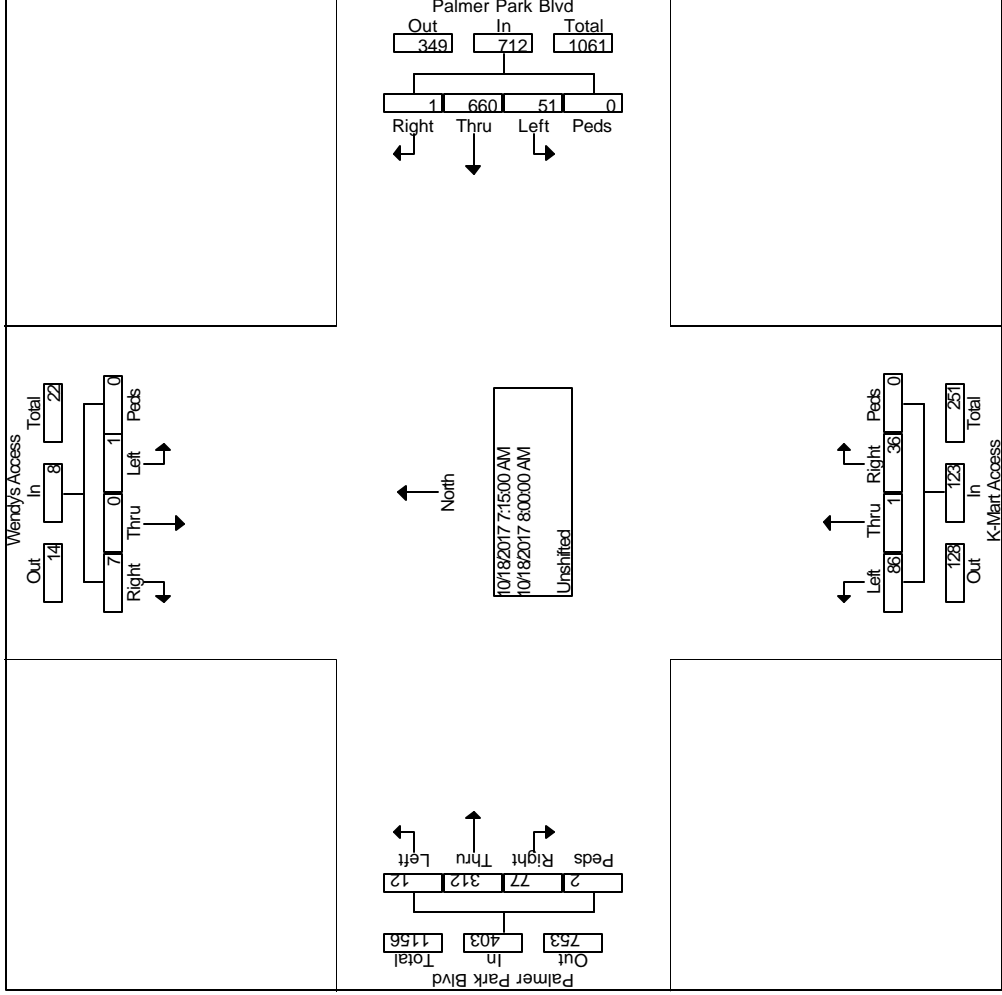 Palmer Park Blvd
Out In Total
349 712 1061
1 660 51 0
Right Thru Left Peds
Wendys Access
Out In Total
14 8 22
7 0 1 0
Right Thru Left Peds
North
10/18/2017 7:15:00 AM
10/18/2017 8:00:00 AM
Unshifted
Left Thru Right Peds
86 1 36 0
128 123 251
Out In Total
K-Mart Access
Left Thru Right Peds
12 312 77 2
1156 403 753
Total In Out
Palmer Park Blvd